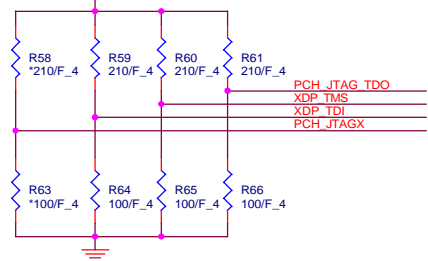 R58 R59 R60 R61
*210/F_4 210/F_4 210/F_4 210/F_4
PCH_JTAG_TDO
XDP_TMS
XDP_TDI
PCH_JTAGX
R63 R64 R65 R66
*100/F_4 100/F_4 100/F_4 100/F_4